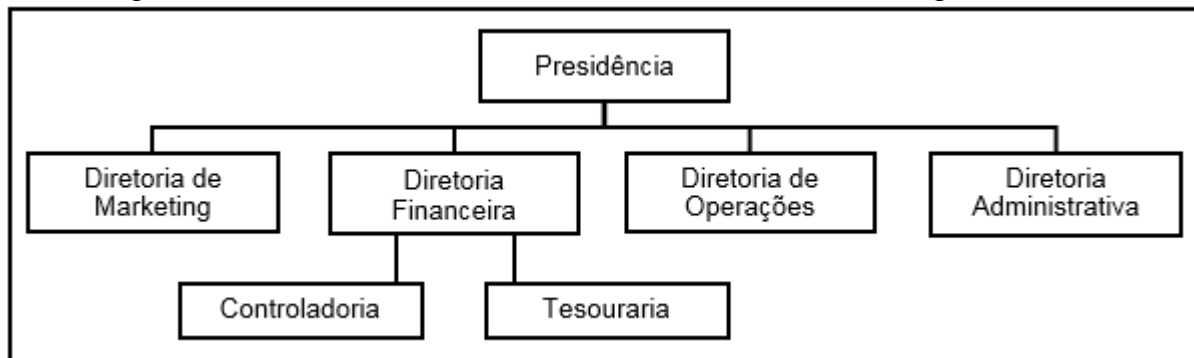 Presidência
Diretoria de
Marketing
Diretoria
Financeira
Diretoria de
Operações
Diretoria
Administrativa
Controladoria
Tesouraria